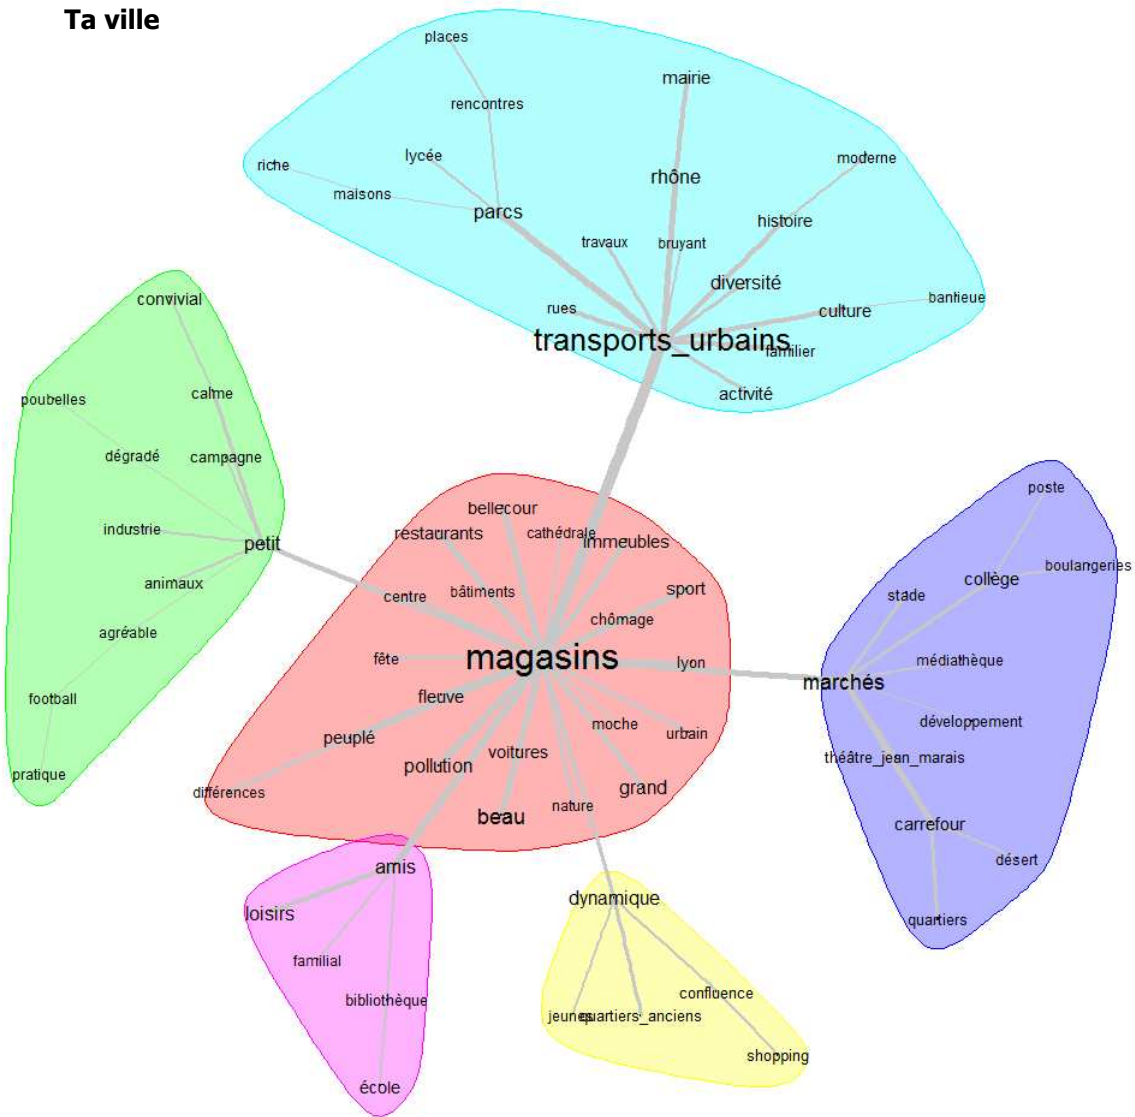 Ta ville
places
mairie
rencontres
lycée
moderne
riche
rhône
maisons
parcs
histoire
travaux
bruyant
diversité
banlieue
rues
culture
transports_urbains
familier
activité
convivial
calme
poubelles
dégradé
campagne
industrie
petit
animaux
agréable
football
pratique
bellecour
restaurants
cathédrale
immeubles
centre
bâtiments
sport
chômage
fête
magasins
lyon
fleuve
moche
urbain
peuplé
voitures
pollution
grand
différences
beau
nature
poste
boulangeries
collège
stade
médiathèque
marchés
développement
théâtre_jean_marais
carrefour
désert
quartiers
amis
loisirs
familial
bibliothèque
école
dynamique
confluence
jeunes
quartiers_anciens
shopping